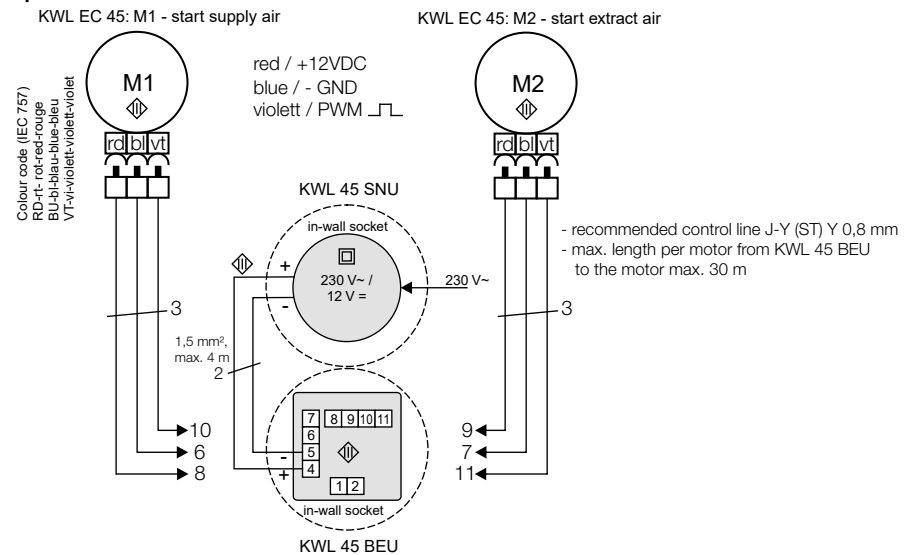 KWL EC 45: M1 - start supply air
KWL EC 45: M2 - start extract air
Colour code (IEC 757)
RD-rt- rot-red-rouge
BU-bl-blau-blue-bleu
VT-vi-violett-violet
M1
rd bl vt
red / +12VDC
blue / - GND
violett / PWM
M2
rd bl vt
KWL 45 SNU
in-wall socket
230 V~ /
12 V =
+
-
230 V~
- recommended control line J-Y (ST) Y 0,8 mm
- max. length per motor from KWL 45 BEU
to the motor max. 30 m
3
3
1,5 mm²,
max. 4 m
2
10
6
8
7 8 9 10 11
6
5
4
1 2
-
+
9
7
11
in-wall socket
KWL 45 BEU